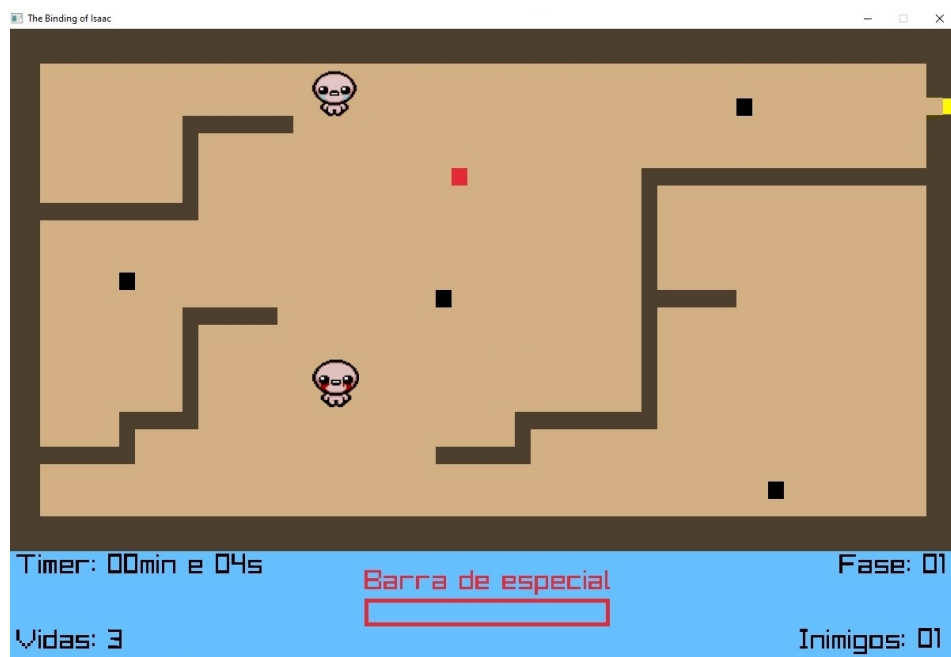 The Binding of Isaac
Timer: 00min e 04s
Fase: 01
Barra de especial
Vidas: 3
Inimigos: 01